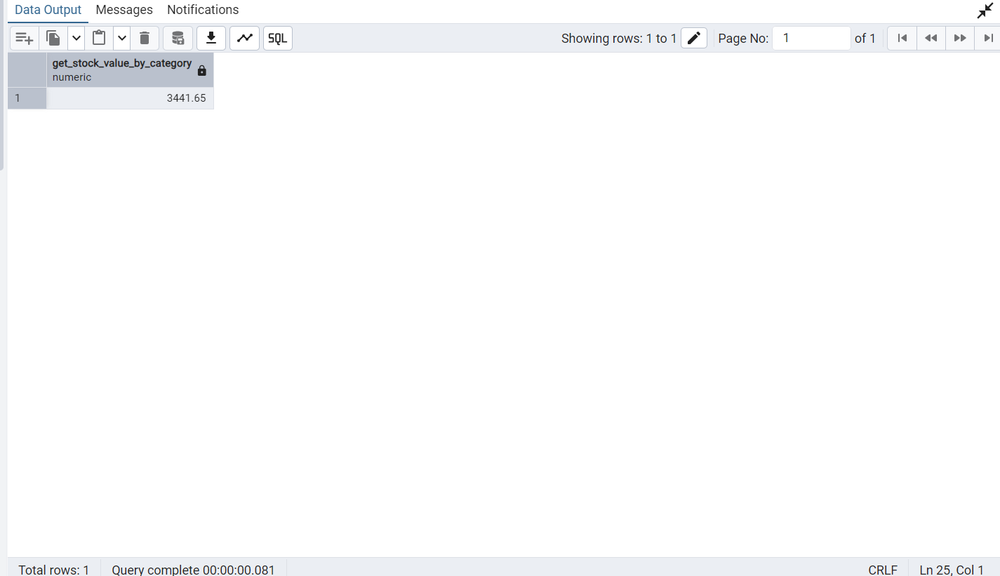 Data Output Messages Notifications
SQL Showing rows: 1 to 1 Page No: 1 of 1
get_stock_value_by_category
numeric
1 3441.65
Total rows: 1 Query complete 00:00:00.081 CRLF Ln 25, Col 1